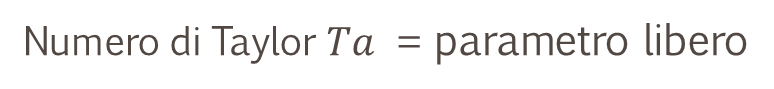 Numero di Taylor Ta = parametro libero